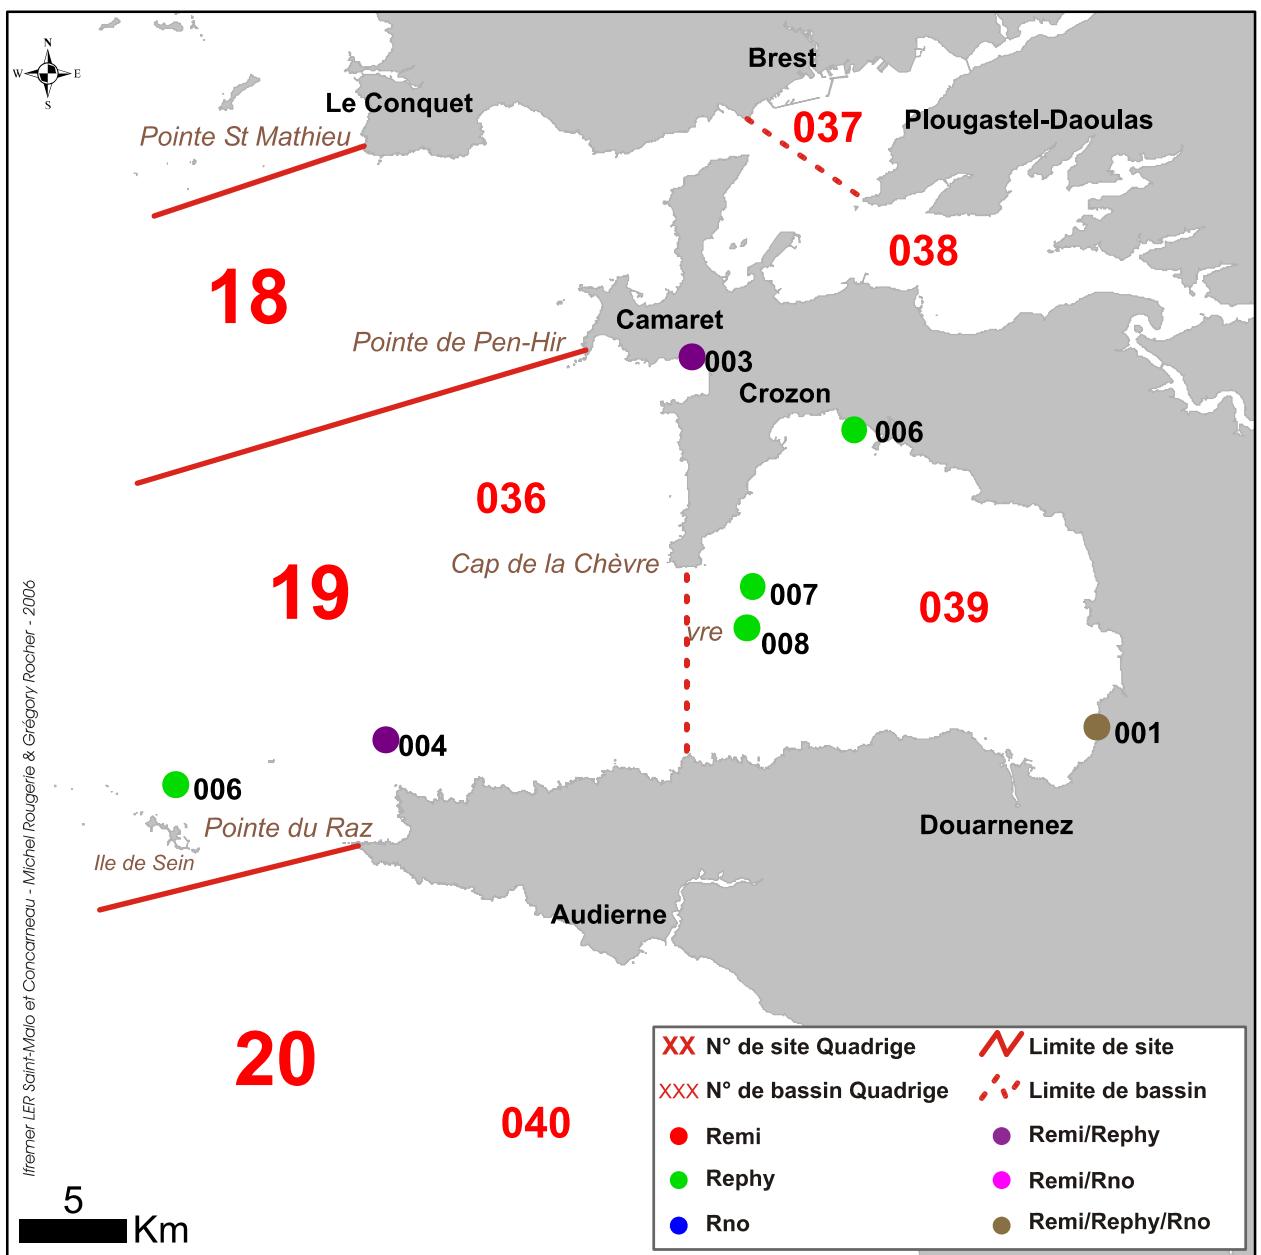 N
W E
S
Brest
Le Conquet
Plougastel-Daoulas
037
Pointe St Mathieu
038
18
Camaret
Pointe de Pen-Hir
003
Crozon
006
036
Cap de la Chèvre
19
007
039
vre
008
001
004
006
Pointe du Raz
Douarnenez
Ile de Sein
Audierne
20
040
Ifremer LER Saint-Malo et Concarneau - Michel Rougerie & Grégory Rocher - 2006
XX N° de site Quadrige
Limite de site
XXX N° de bassin Quadrige
Limite de bassin
Remi
Remi/Rephy
Rephy
Remi/Rno
Rno
Remi/Rephy/Rno
5
Km